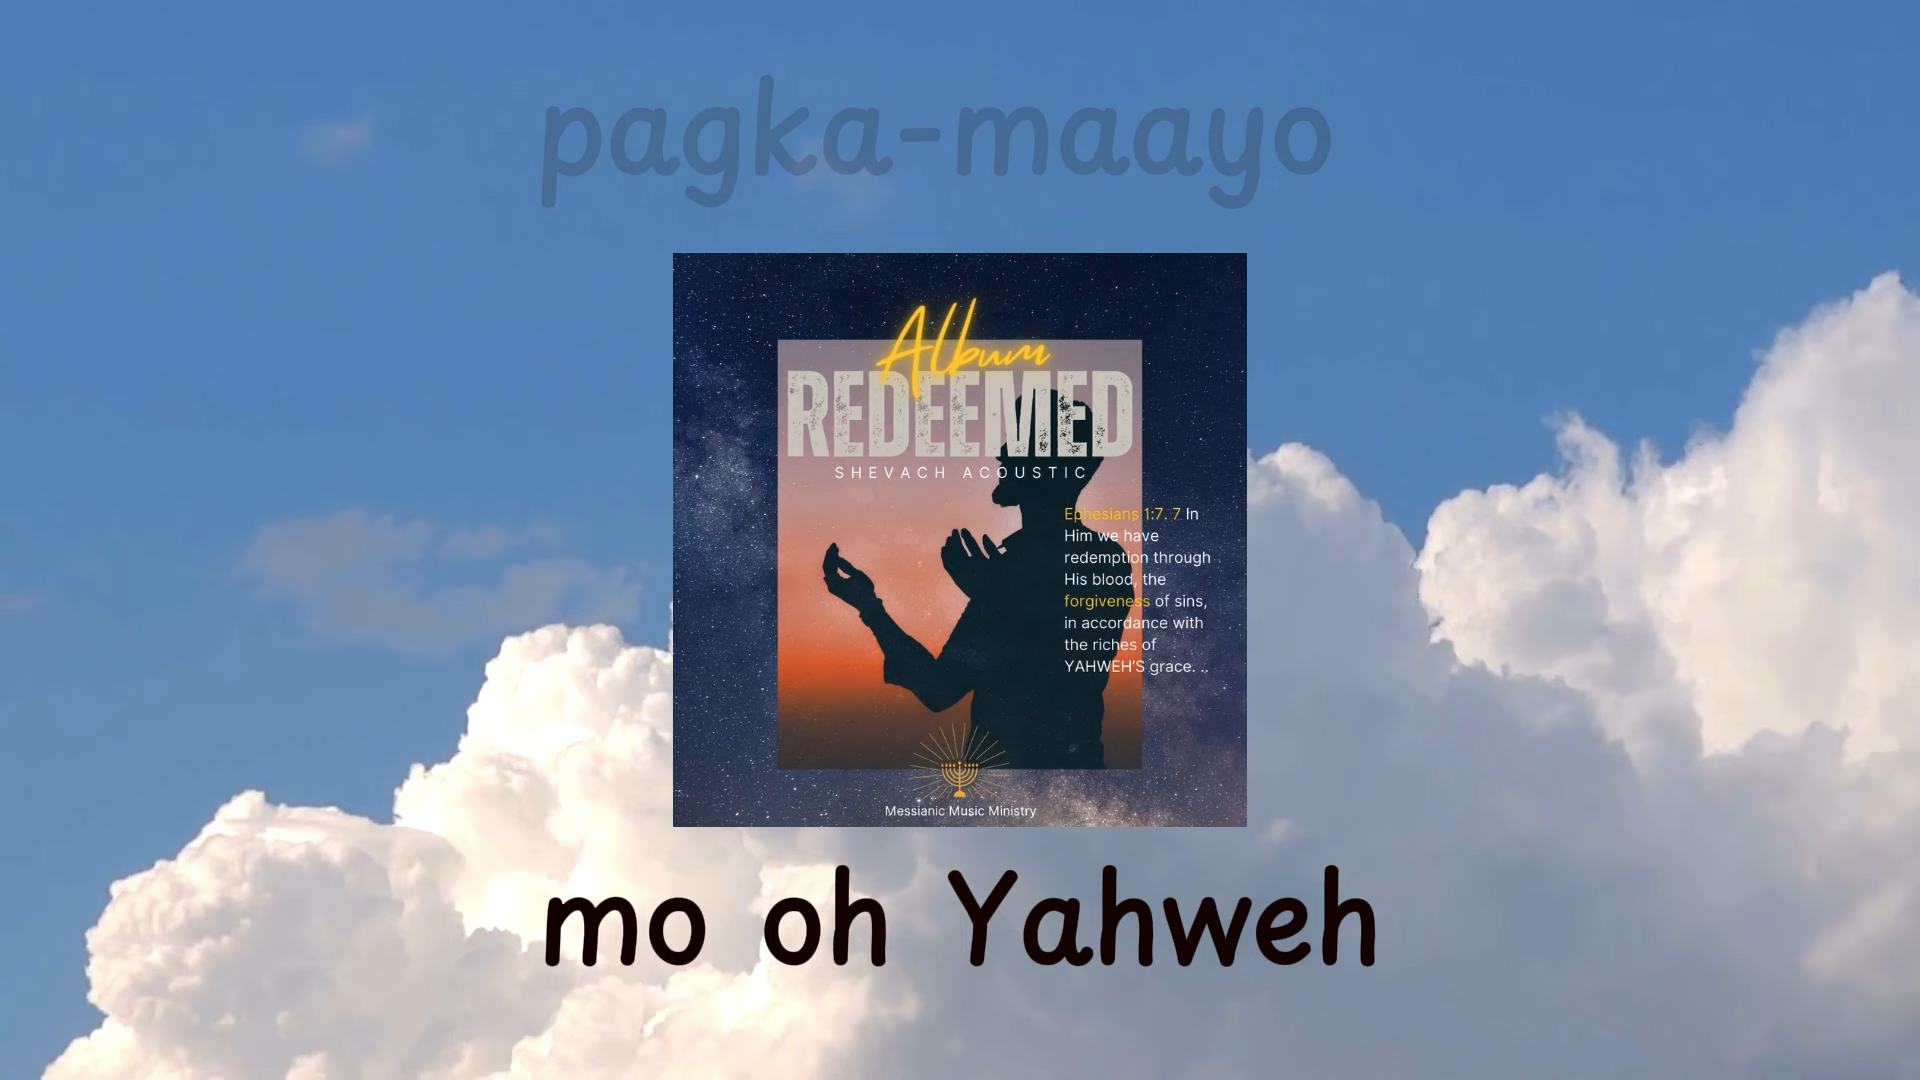 pagka-maayo
Album
REDEEMED
SHEVACH ACOUSTIC
Ephesians 1:7. 7 In
Him we have
redemption through
His blood, the
forgiveness of sins,
in accordance with
the riches of
YAHWEH'S grace. ..
Messianic Music Ministry
mo oh Yahweh